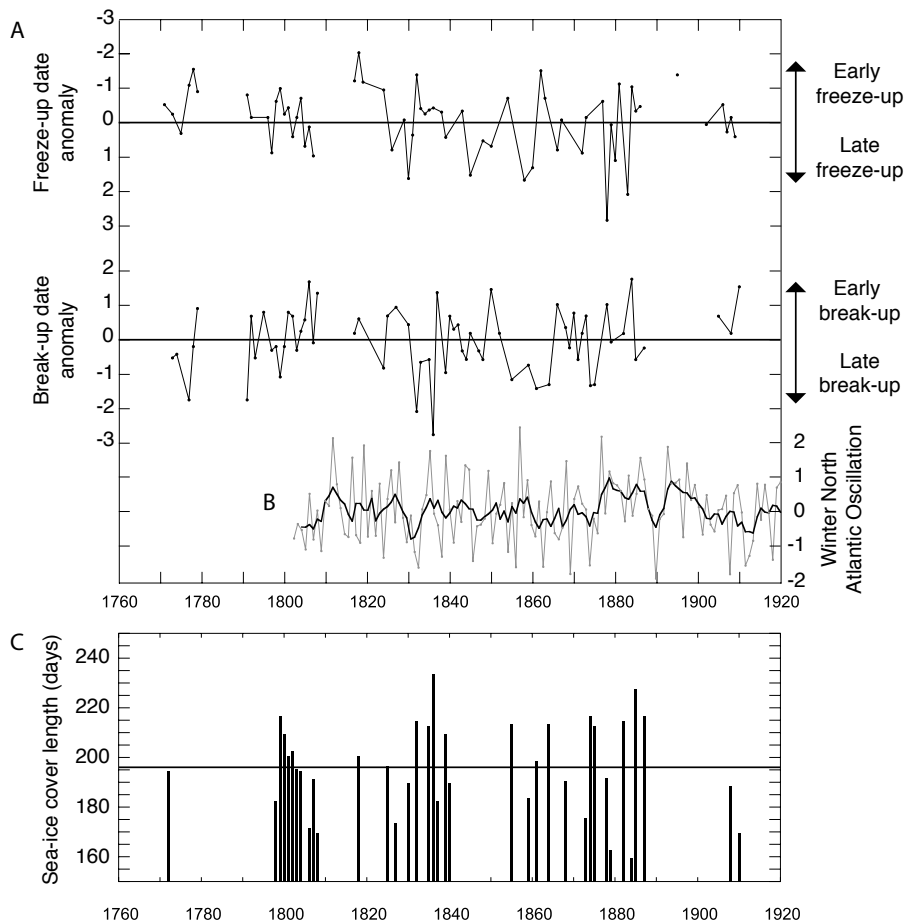 A
Freeze-up date
anomaly
-3
-2
-1
0
1
2
3
Early
freeze-up
Late
freeze-up
Break-up date
anomaly
2
1
0
-1
-2
-3
Early
break-up
Late
break-up
B
2
1
0
-1
-2
Winter North
Atlantic Oscillation
1760 1780 1800 1820 1840 1860 1880 1900 1920
C
Sea-ice cover length (days)
240
220
200
180
160
1760 1780 1800 1820 1840 1860 1880 1900 1920